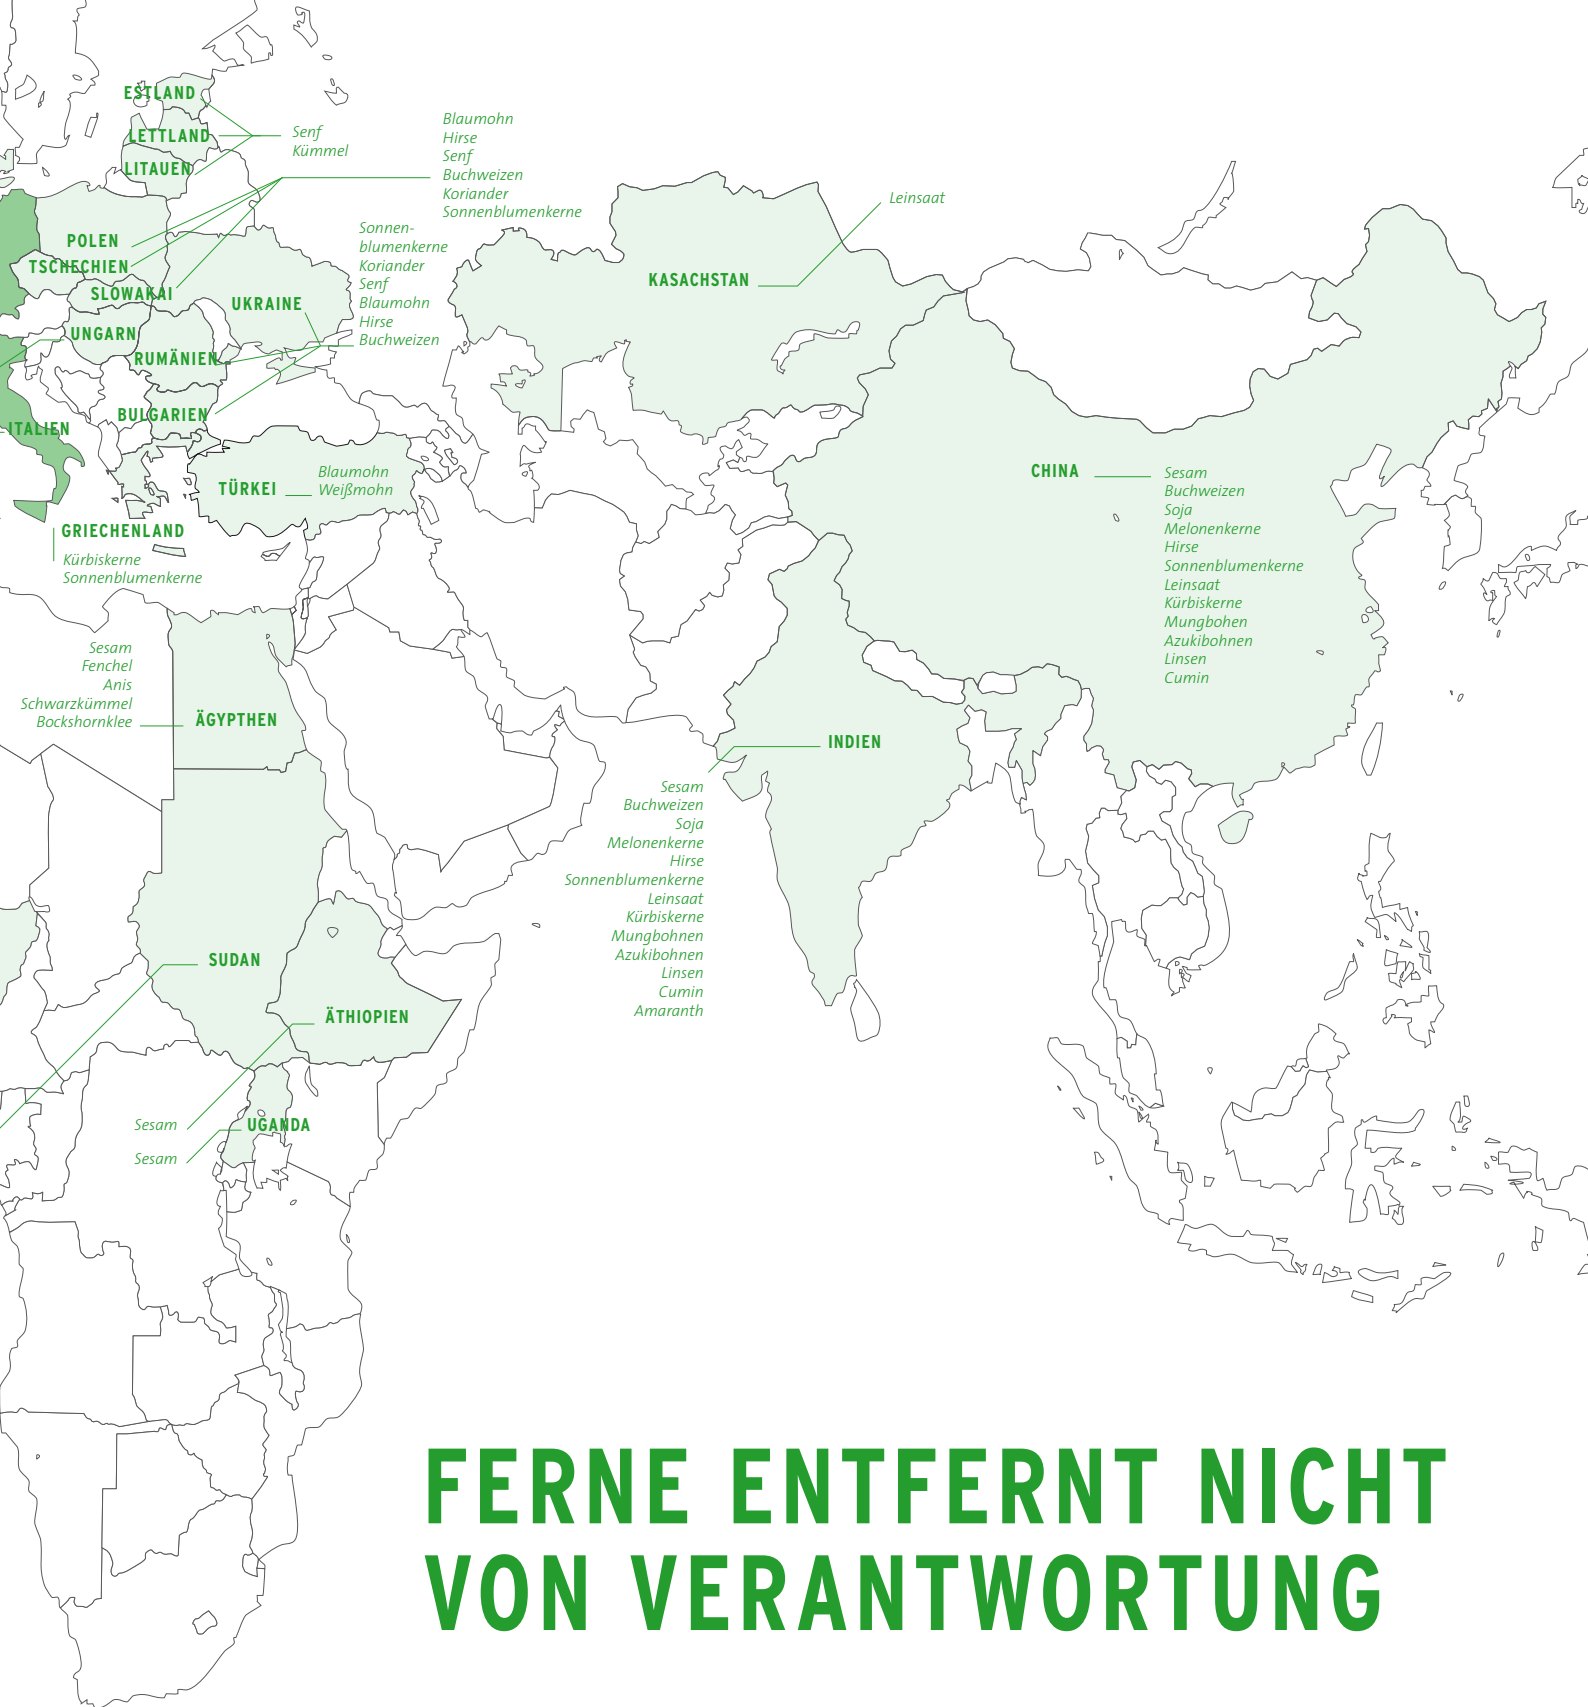 ESTLAND
LETTLAND
LITAUEN
Senf
Kümmel
POLEN
TSCHECHIEN
SLOWAKAI
Blaumohn
Hirse
Senf
Buchweizen
Koriander
Sonnenblumenkerne
UKRAINE
UNGARN
RUMÄNIEN
BULGARIEN
Sonnen-
blumenkerne
Koriander
Senf
Blaumohn
Hirse
Buchweizen
ITALIEN
TÜRKEI
Blaumohn
Weißmohn
GRIECHENLAND
Kürbiskerne
Sonnenblumenkerne
KASACHSTAN
Leinsaat
CHINA
Sesam
Buchweizen
Soja
Melonenkerne
Hirse
Sonnenblumenkerne
Leinsaat
Kürbiskerne
Mungbohen
Azukibohnen
Linsen
Cumin
Sesam
Fenchel
Anis
Schwarzkümmel
Bockshornklee
ÄGYPTHEN
INDIEN
Sesam
Buchweizen
Soja
Melonenkerne
Hirse
Sonnenblumenkerne
Leinsaat
Kürbiskerne
Mungbohnen
Azukibohnen
Linsen
Cumin
Amaranth
SUDAN
ÄTHIOPIEN
Sesam
UGANDA
Sesam
FERNE ENTFERNT NICHT
VON VERANTWORTUNG